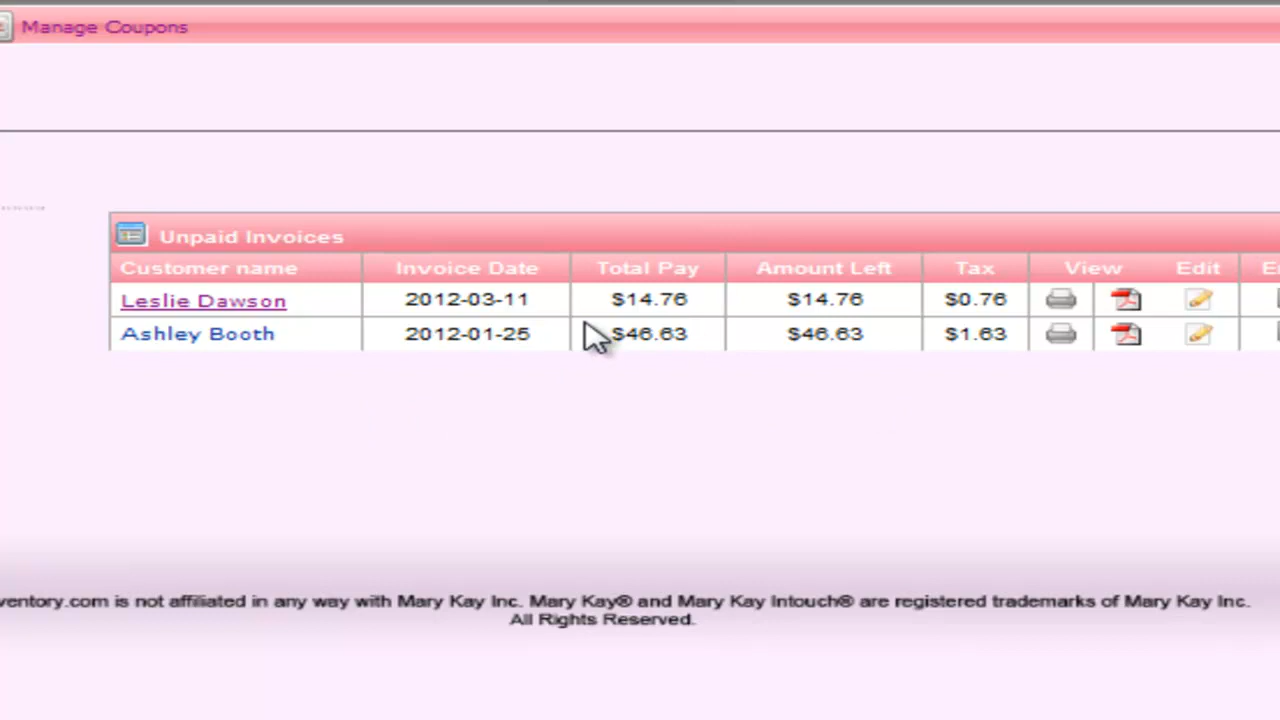 Manage Coupons
Unpaid Invoices
Customer name Invoice Date Total Pay Amount Left Tax View Edit
Leslie Dawson 2012-03-11 $14.76 $14.76 $0.76
Ashley Booth 2012-01-25 $46.63 $46.63 $1.63
ventory.com is not affiliated in any way with Mary Kay Inc. Mary Kay® and Mary Kay Intouch® are registered trademarks of Mary Kay Inc.
All Rights Reserved.